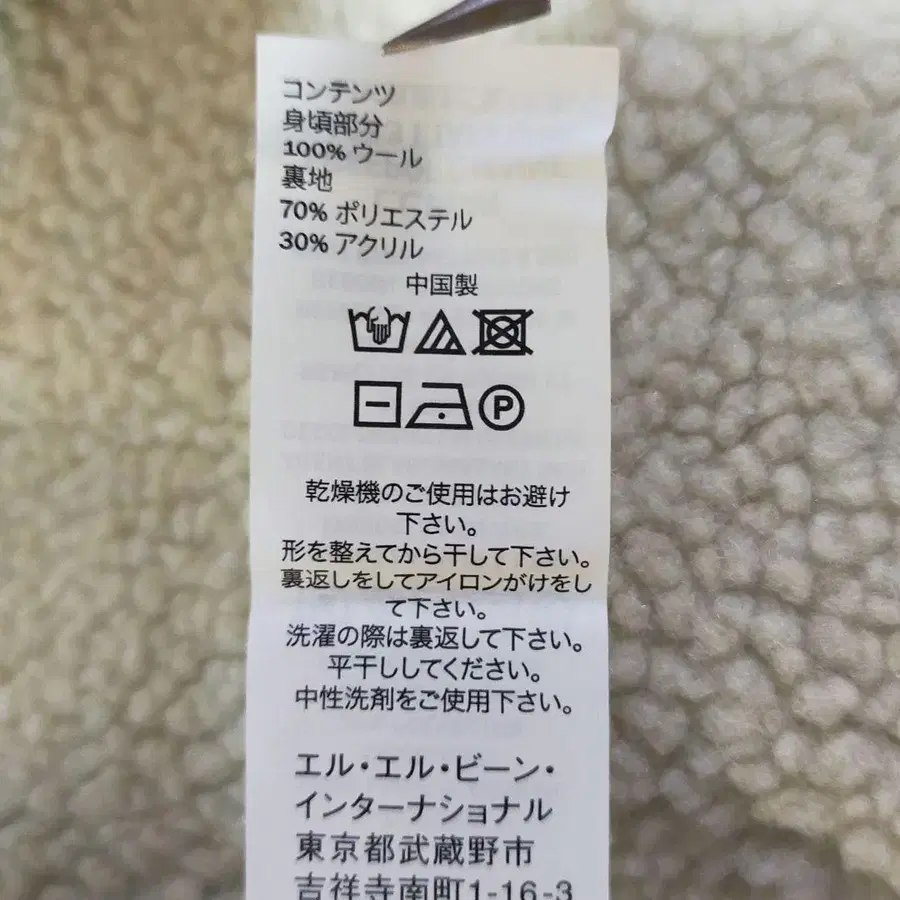 コンテンツ
身頃部分
100% ウール
裏地
70% ポリエステル
30% アクリル
中国製
P
乾燥機のご使用はお避け
下さい。
形を整えてから干して下さい。
裏返しをしてアイロンがけをし
て下さい。
洗濯の際は裏返して下さい。
平干ししてください。
中性洗剤をご使用下さい。
エル・エル・ビーン・
インターナショナル
東京都武蔵野市
吉祥寺南町1-16-3